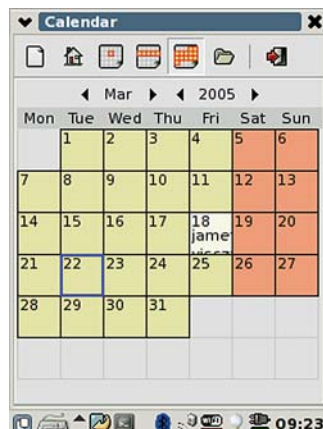 Calendar
Mar 2005
Mon Tue Wed Thu Fri Sat Sun
1 2 3 4 5 6
7 8 9 10 11 12 13
14 15 16 17 18 19 20
jame
21 22 23 24 25 26 27
28 29 30 31
09:23